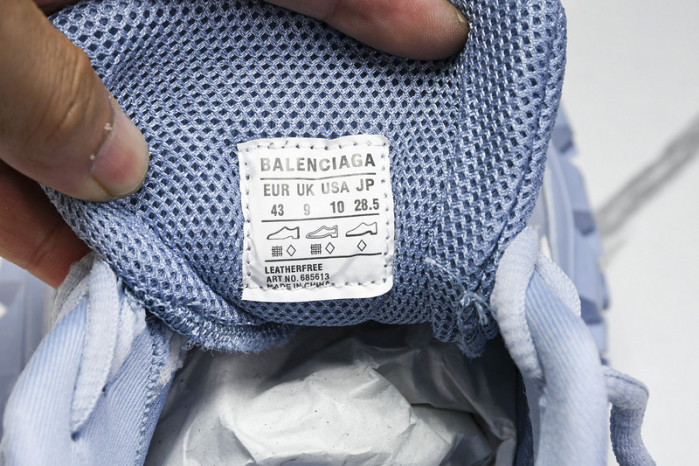 BALENCIAGA
EUR UK USA JP
43 9 10 28.5
LEATHERFREE
ART NO. 685613
MADE IN CHINA